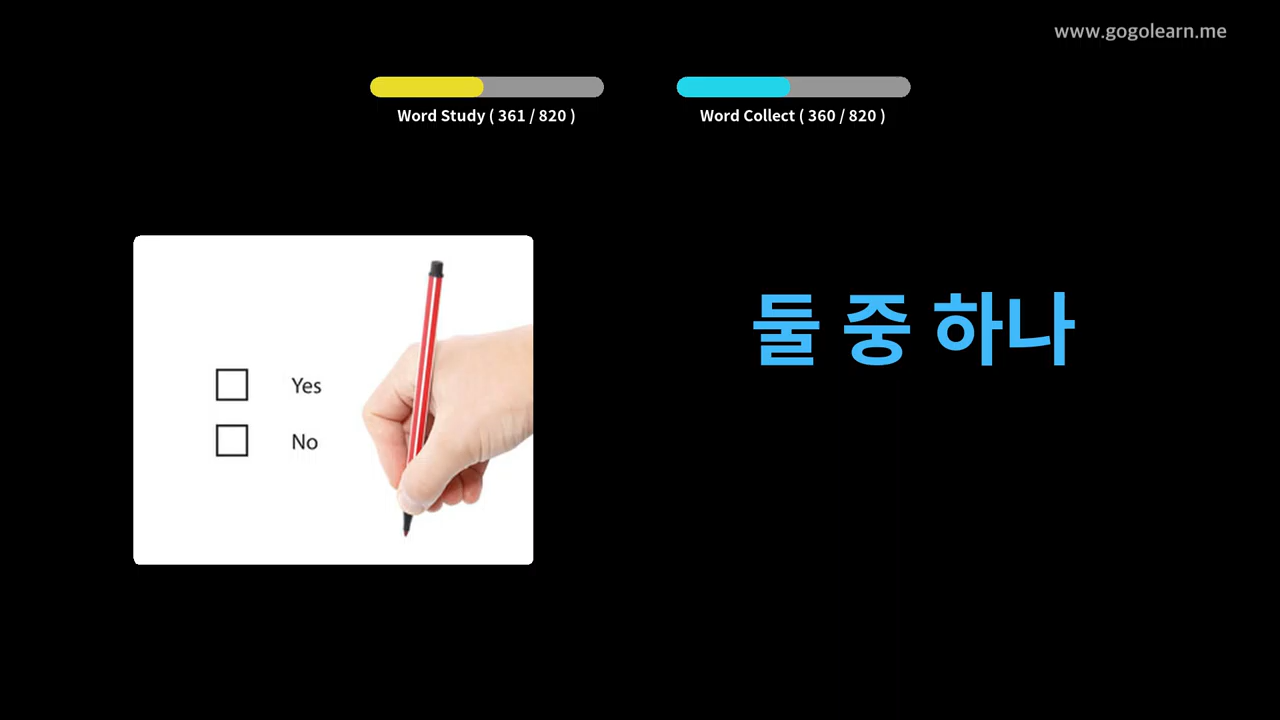 www.gogolearn.me
Word Study ( 361 / 820 )
Word Collect ( 360 / 820 )
둘 중 하나
Yes
No